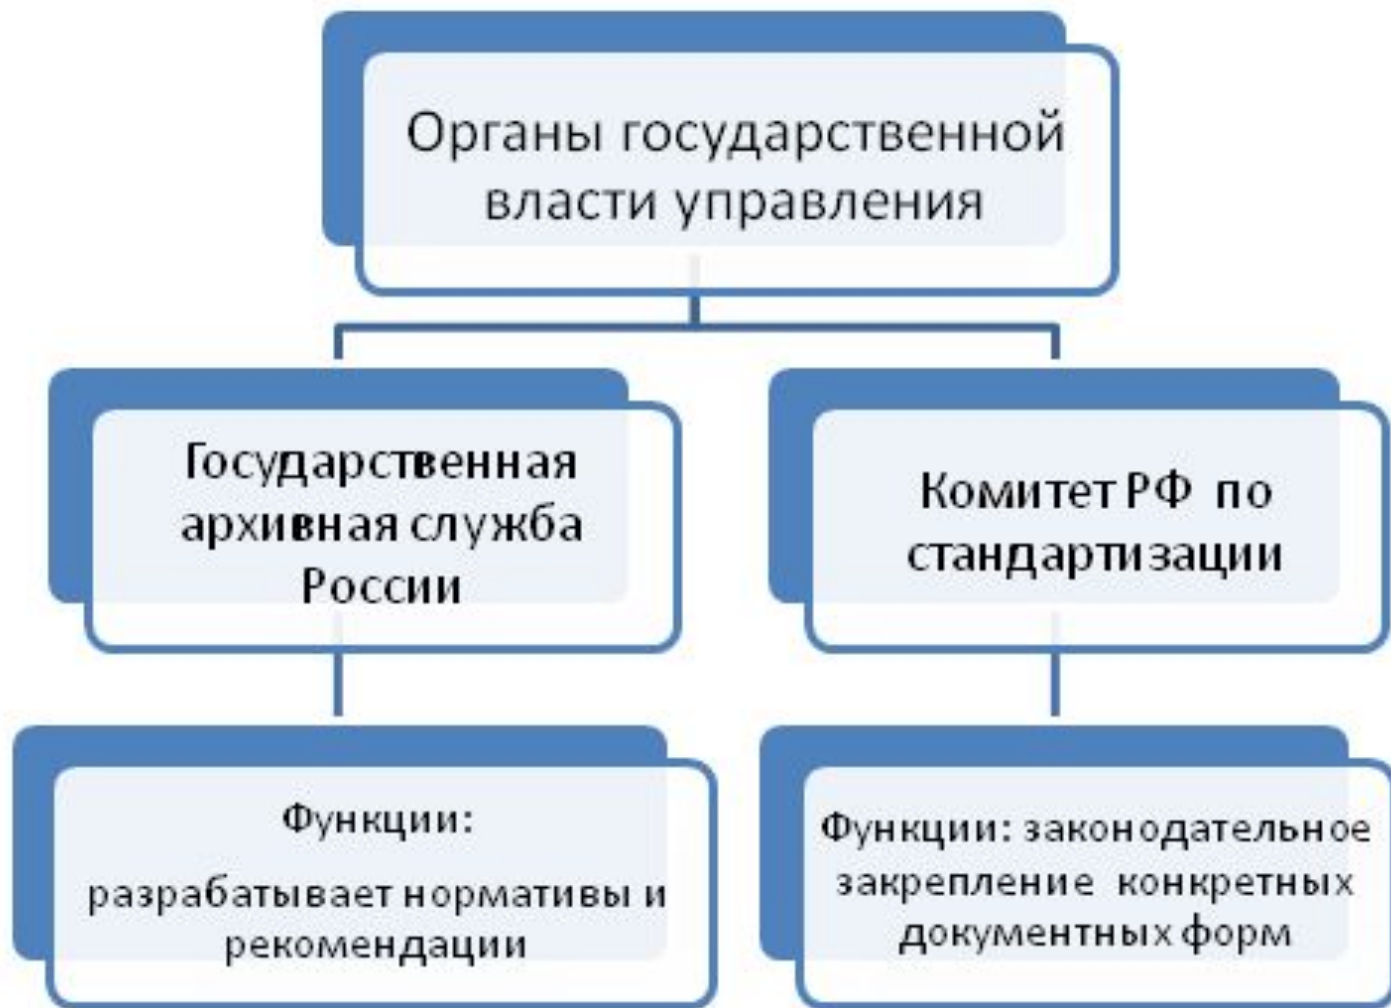 Органы государственной
власти управления
Государственная
архивная служба
России
Комитет РФ по
стандартизации
Функции:
разрабатывает нормативы и
рекомендации
Функции: законодательное
закрепление конкретных
документных форм